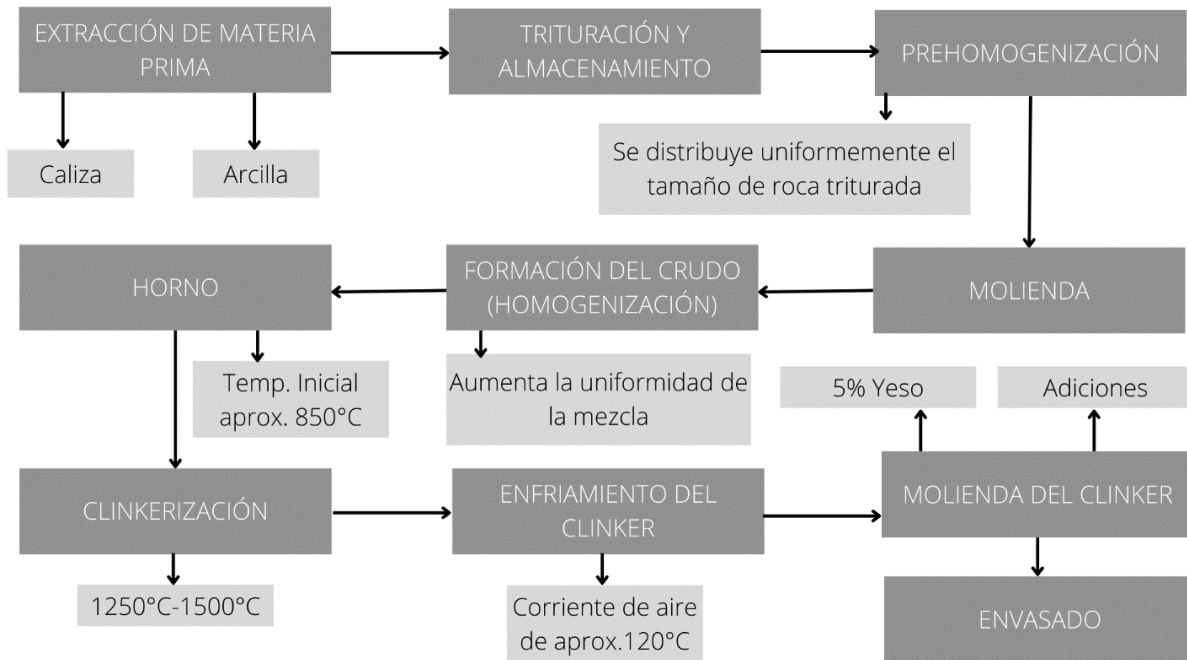 EXTRACCIÓN DE MATERIA
PRIMA
TRITURACIÓN Y
ALMACENAMIENTO
PREHOMOGENIZACIÓN
Caliza
Arcilla
Se distribuye uniformemente el
tamaño de roca triturada
HORNO
FORMACIÓN DEL CRUDO
(HOMOGENIZACIÓN)
MOLIENDA
Temp. Inicial
aprox. 850°C
Aumenta la uniformidad de
la mezcla
5% Yeso
Adiciones
CLINKERIZACIÓN
ENFRIAMIENTO DEL
CLINKER
MOLIENDA DEL CLINKER
1250°C-1500°C
Corriente de aire
de aprox.120°C
ENVASADO